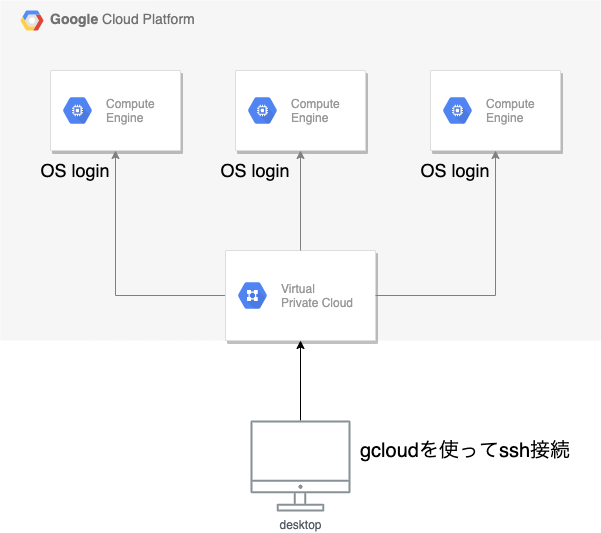 Google Cloud Platform
Compute
Engine
Compute
Engine
Compute
Engine
OS login
OS login
OS login
Virtual
Private Cloud
gcloudを使ってssh接続
desktop